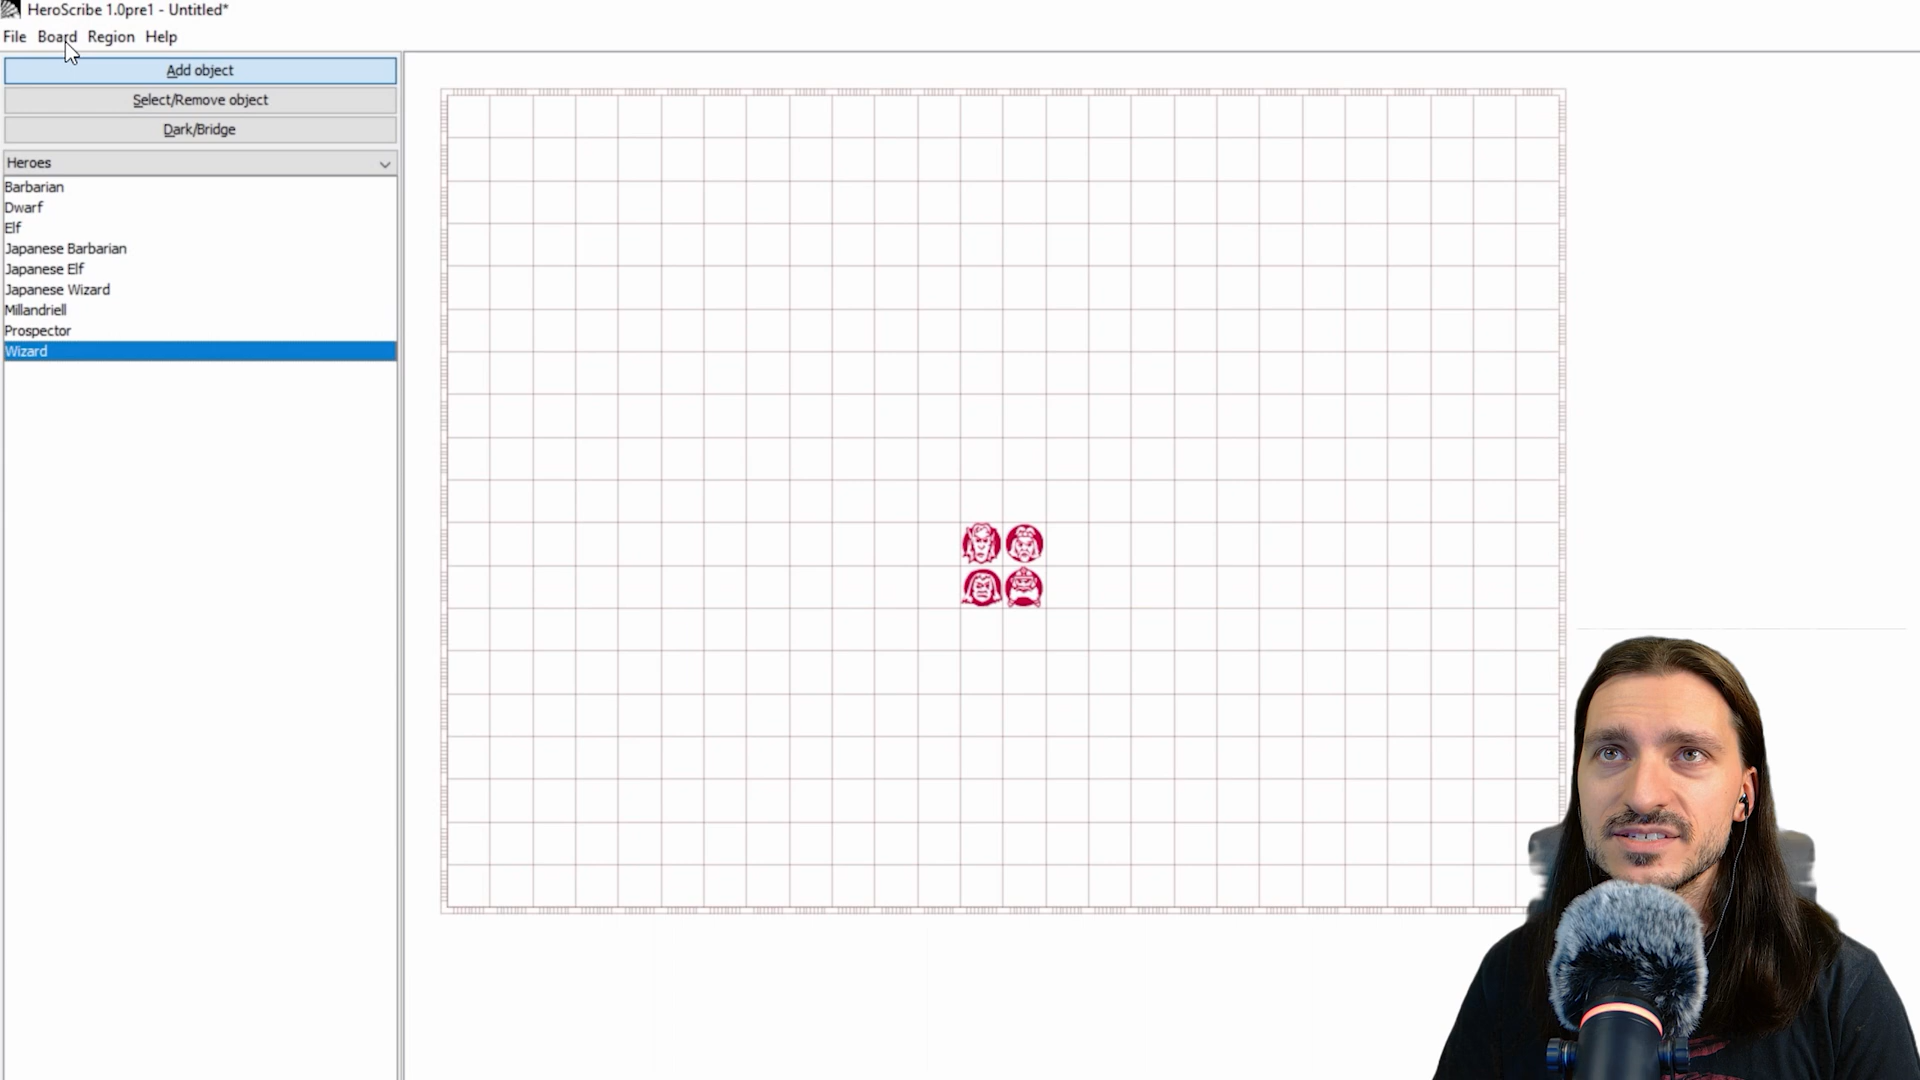 HeroScribe 1.0pre1 - Untitled*
File Board Region Help
Add object
Select/Remove object
Dark/Bridge
Heroes
Barbarian
Dwarf
Elf
Japanese Barbarian
Japanese Elf
Japanese Wizard
Millandriell
Prospector
Wizard